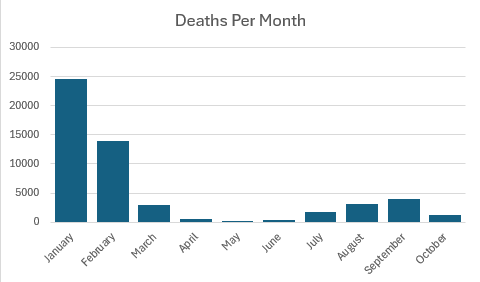 Deaths Per Month
30000
25000
20000
15000
10000
5000
0
January
February
March
April
May
June
July
August
September
October